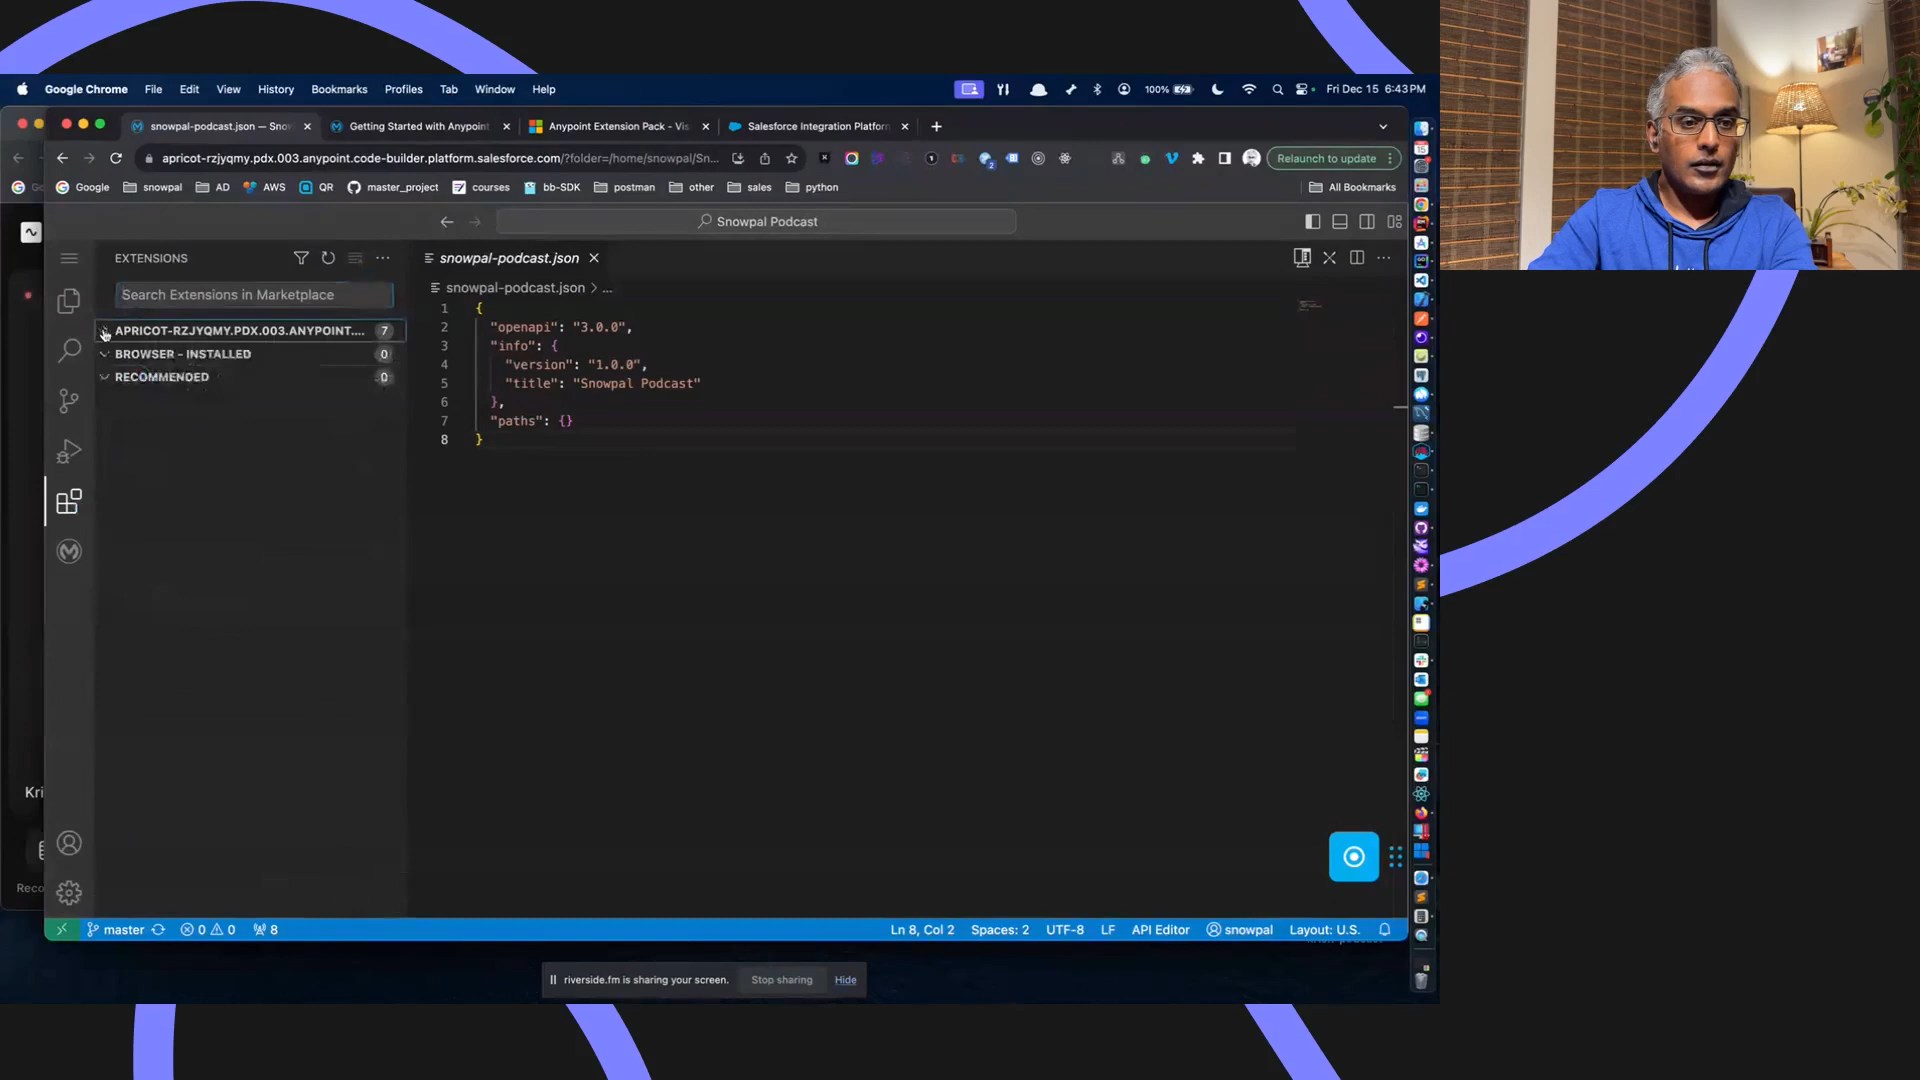 Google Chrome File Edit View History Bookmarks Profiles Tab Window Help
100% Fri Dec 15 6:43 PM
snowpal-podcast.json — Snow
Getting Started with Anypoint
Anypoint Extension Pack - Vis
Salesforce Integration Platform
apricot-rzjyqmy.pdx.003.anypoint.code-builder.platform.salesforce.com/?folder=/home/snowpal/Sn...
Relaunch to update
Google snowpal AD AWS QR master_project courses bb-SDK postman other sales python All Bookmarks
Snowpal Podcast
EXTENSIONS
Search Extensions in Marketplace
APRICOT-RZJYQMY.PDX.003.ANYPOINT.... 7
BROWSER - INSTALLED 0
RECOMMENDED 0
snowpal-podcast.json
snowpal-podcast.json > ...
1 {
2 "openapi": "3.0.0",
3 "info": {
4 "version": "1.0.0",
5 "title": "Snowpal Podcast"
6 },
7 "paths": {}
8 }
Kri
Reco
master 0 0 8
Ln 8, Col 2 Spaces: 2 UTF-8 LF API Editor snowpal Layout: U.S.
riverside.fm is sharing your screen. Stop sharing Hide